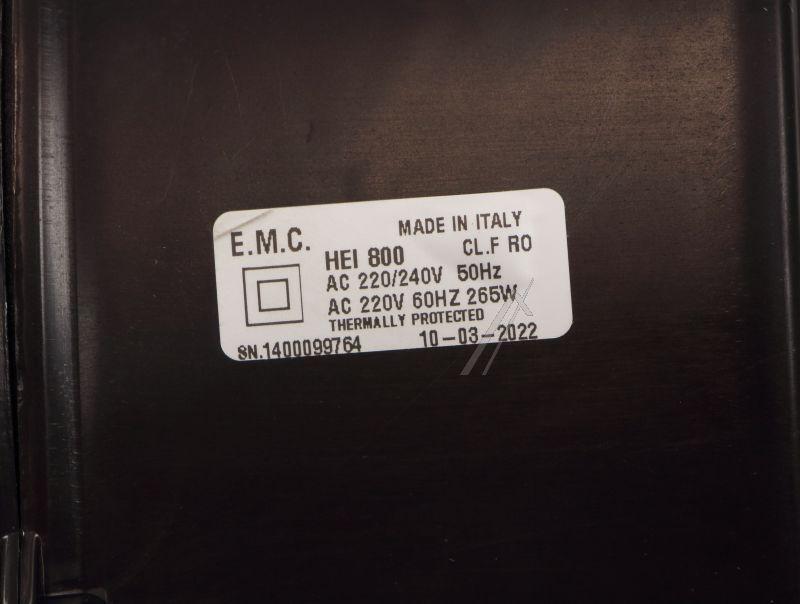 MADE IN ITALY
E.M.C.
HEI 800 CL.F RO
AC 220/240V 50Hz
AC 220V 60HZ 265W
THERMALLY PROTECTED
SN.1400099764 10-03-2022